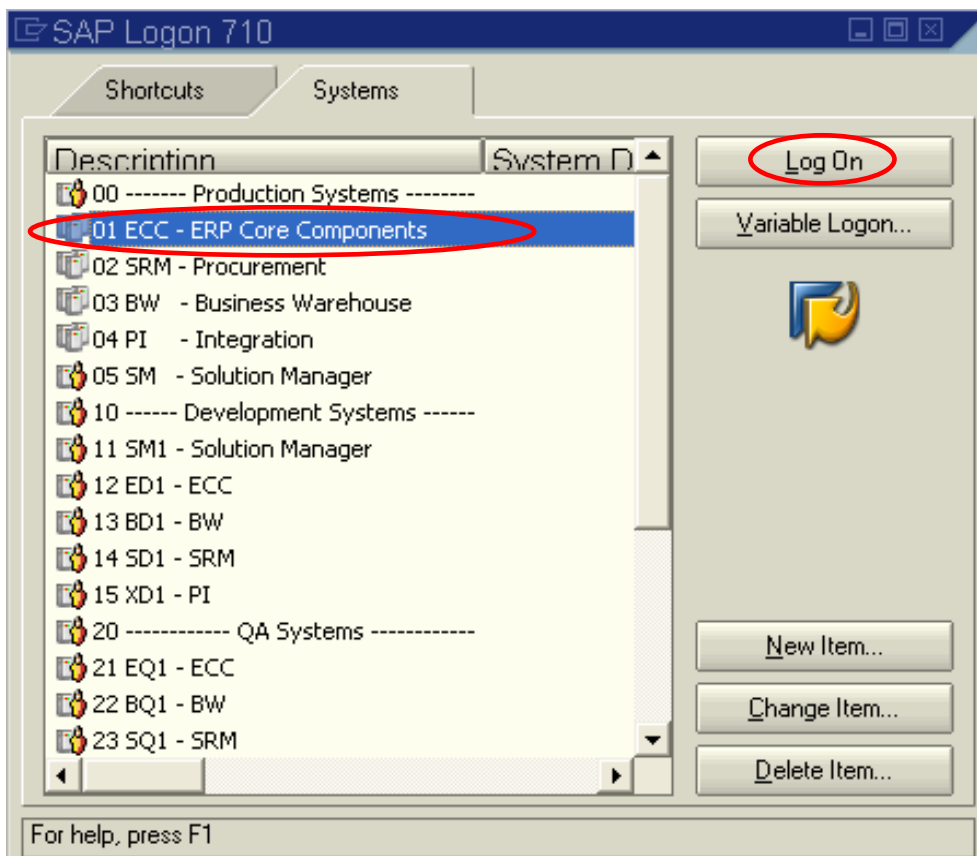 SAP Logon 710
Shortcuts Systems
Description System D
00 ------- Production Systems --------
01 ECC - ERP Core Components
02 SRM - Procurement
03 BW - Business Warehouse
04 PI - Integration
05 SM - Solution Manager
10 ------ Development Systems ------
11 SM1 - Solution Manager
12 ED1 - ECC
13 BD1 - BW
14 SD1 - SRM
15 XD1 - PI
20 ------------ QA Systems ------------
21 EQ1 - ECC
22 BQ1 - BW
23 SQ1 - SRM
Log On
Variable Logon...
New Item...
Change Item...
Delete Item...
For help, press F1